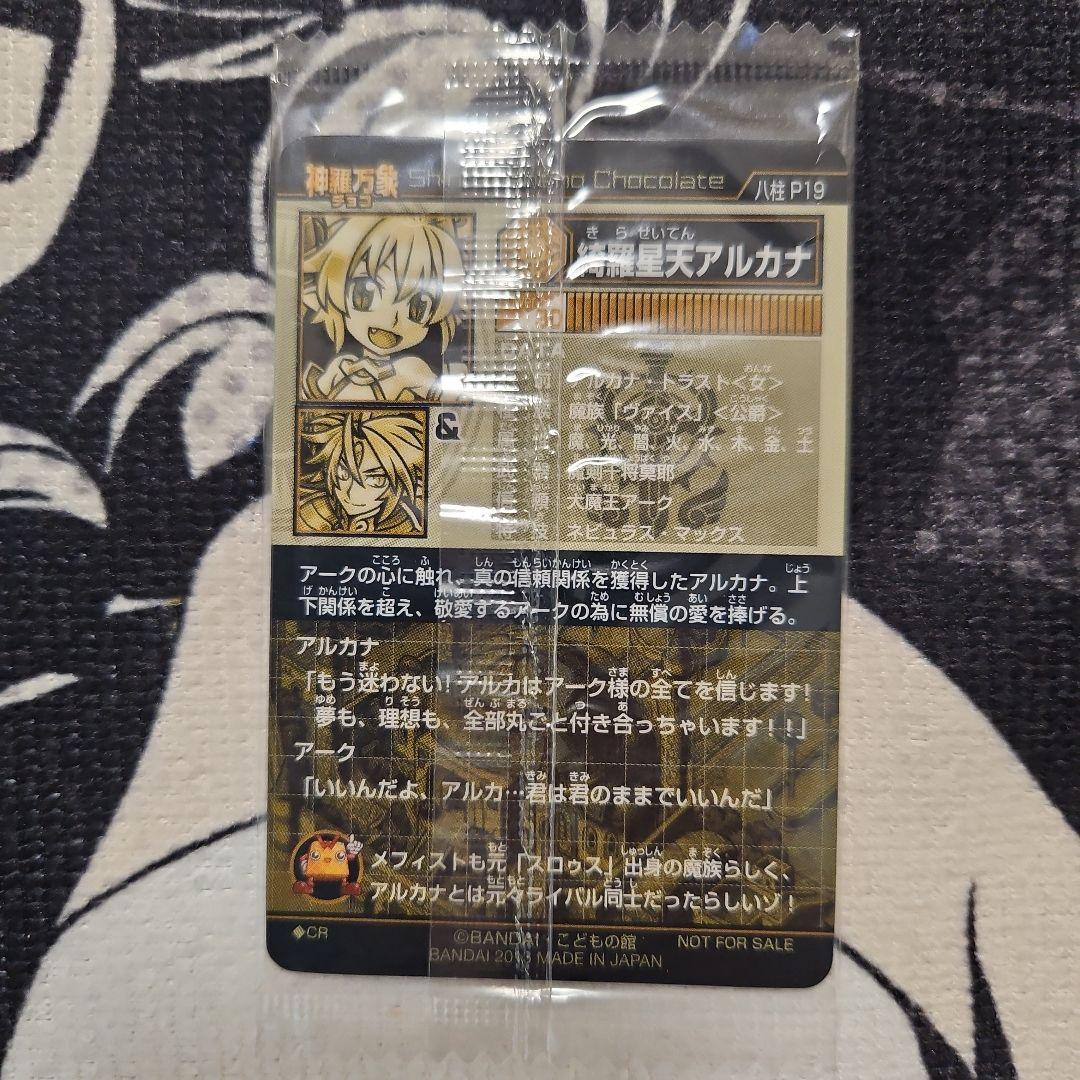 神羅万象
チョコ
Chocolate
八柱 P19
きらせいてん
綺羅星天アルカナ
&
アルカナ・トラスト<女>
魔族「ヴァイス」<公爵>
魔、光、闇、火、水、木、金、土
魔剣干将莫耶
大魔王アーク
ネビュラス・マックス
アークの心に触れ、真の信頼関係を獲得したアルカナ。上
下関係を超え、敬愛するアークの為に無償の愛を捧げる。
アルカナ
「もう迷わない!アルカはアーク様の全てを信じます!
夢も、理想も、全部丸ごと付き合っちゃいます!!」
アーク
「いいんだよ、アルカ…君は君のままでいいんだ」
メフィストも元「スロゥス」出身の魔族らしく、
アルカナとは元々ライバル同士だったらしいゾ!
◆CR
©BANDAI・こどもの館 NOT FOR SALE
BANDAI MADE IN JAPAN